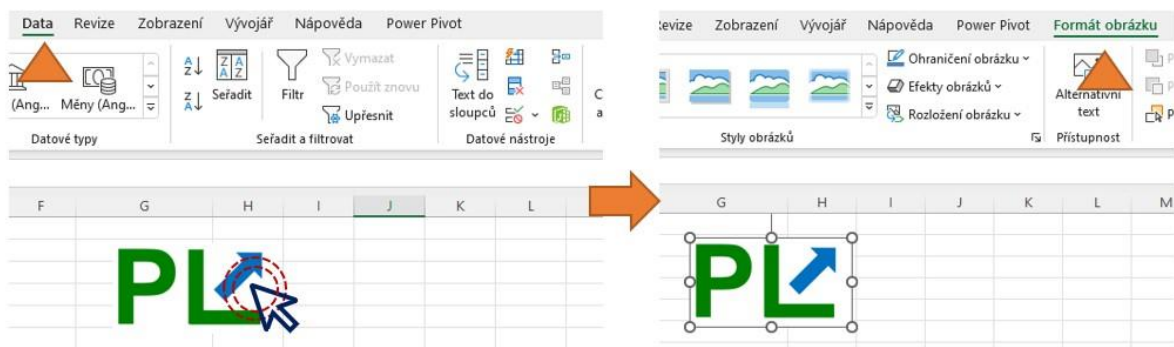 Data Revize Zobrazení Vývojář Nápověda Power Pivot
(Ang... Měny (Ang...
Datové typy
Seřadit
Filtr
Vymazat
Použít znovu
Upřesnit
Seřadit a filtrovat
Text do
sloupců
Datové nástroje
F G H I J K L
PL
Zobrazení Vývojář Nápověda Power Pivot Formát obrázku
Styly obrázků
Ohraničení obrázku
Efekty obrázků
Rozložení obrázku
Alternativní
text
Přístupnost
G H I J K L M
PL